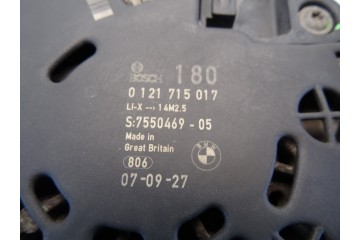 BOSCH 180
0 121 715 017
LI-X --- 14M2.5
S:7550469 - 05
Made in
Great Britain
806
07-09-27